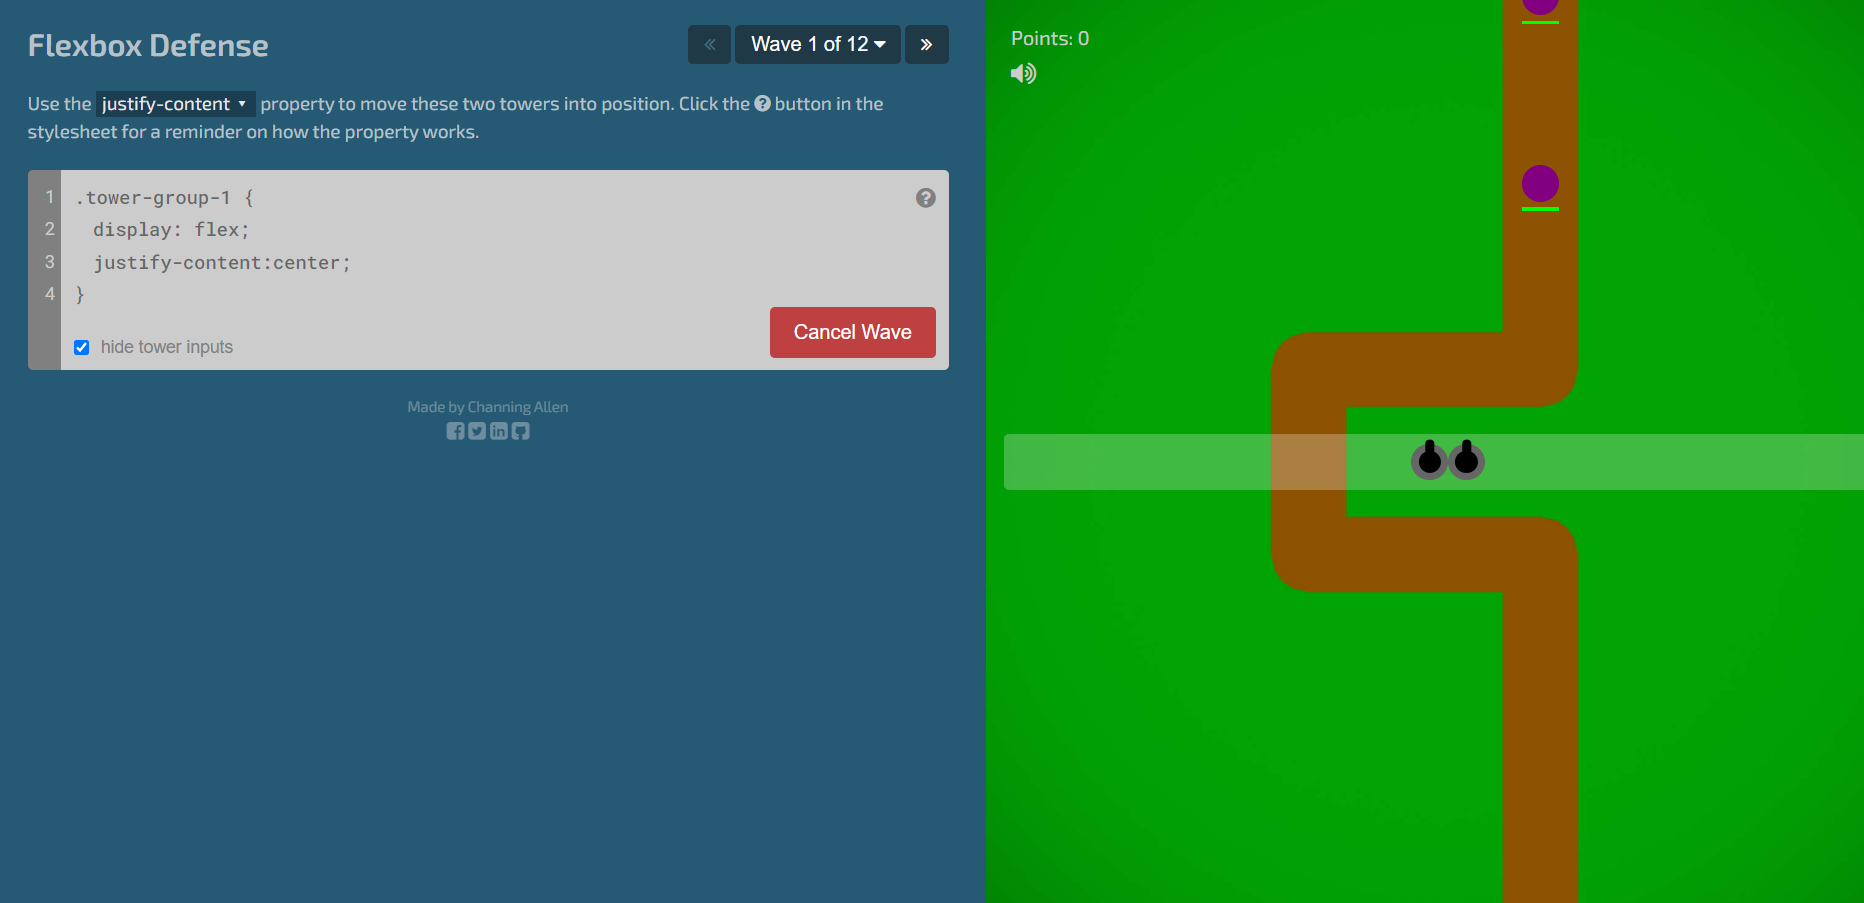 Flexbox Defense
« Wave 1 of 12 »
Use the justify-content property to move these two towers into position. Click the ? button in the
stylesheet for a reminder on how the property works.
1 .tower-group-1 {
2 display: flex;
3 justify-content:center;
4 }
hide tower inputs
Cancel Wave
Made by Channing Allen
Points: 0